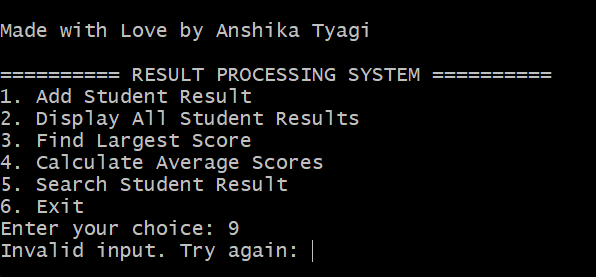 Made with Love by Anshika Tyagi
========== RESULT PROCESSING SYSTEM ==========
1. Add Student Result
2. Display All Student Results
3. Find Largest Score
4. Calculate Average Scores
5. Search Student Result
6. Exit
Enter your choice: 9
Invalid input. Try again: